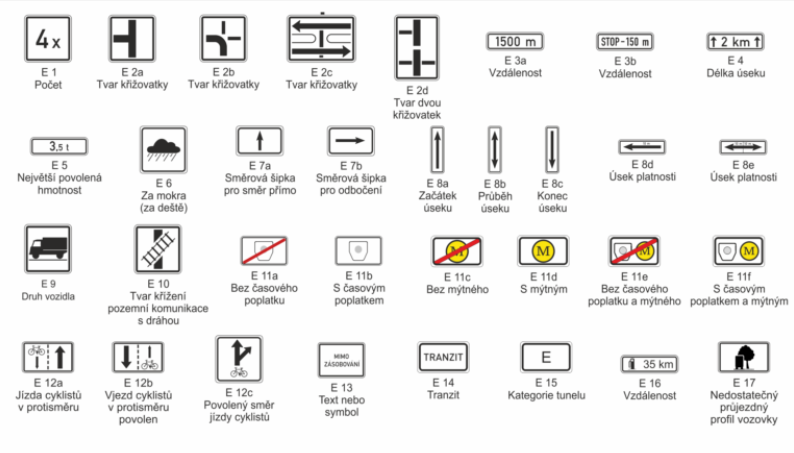 4 x
E 1
Počet
E 2a
Tvar křižovatky
E 2b
Tvar křižovatky
E 2c
Tvar křižovatky
E 2d
Tvar dvou
křižovatek
1500 m
E 3a
Vzdálenost
STOP-150 m
E 3b
Vzdálenost
2 km
E 4
Délka úseku
3,5 t
E 5
Největší povolená
hmotnost
E 6
Za mokra
(za deště)
E 7a
Směrová šipka
pro směr přímo
E 7b
Směrová šipka
pro odbočení
E 8a
Začátek
úseku
E 8b
Průběh
úseku
E 8c
Konec
úseku
E 8d
Úsek platnosti
E 8e
Úsek platnosti
E 9
Druh vozidla
E 10
Tvar křížení
pozemní komunikace
s dráhou
E 11a
Bez časového
poplatku
E 11b
S časovým
poplatkem
M
E 11c
Bez mýtného
M
E 11d
S mýtným
M
E 11e
Bez časového
poplatku a mýtného
M
E 11f
S časovým
poplatkem a mýtným
E 12a
Jízda cyklistů
v protisměru
E 12b
Vjezd cyklistů
v protisměru
povolen
E 12c
Povolený směr
jízdy cyklistů
MIMO
ZÁSOBOVÁNÍ
E 13
Text nebo
symbol
TRANZIT
E 14
Tranzit
E
E 15
Kategorie tunelu
35 km
E 16
Vzdálenost
E 17
Nedostatečný
průjezdný
profil vozovky